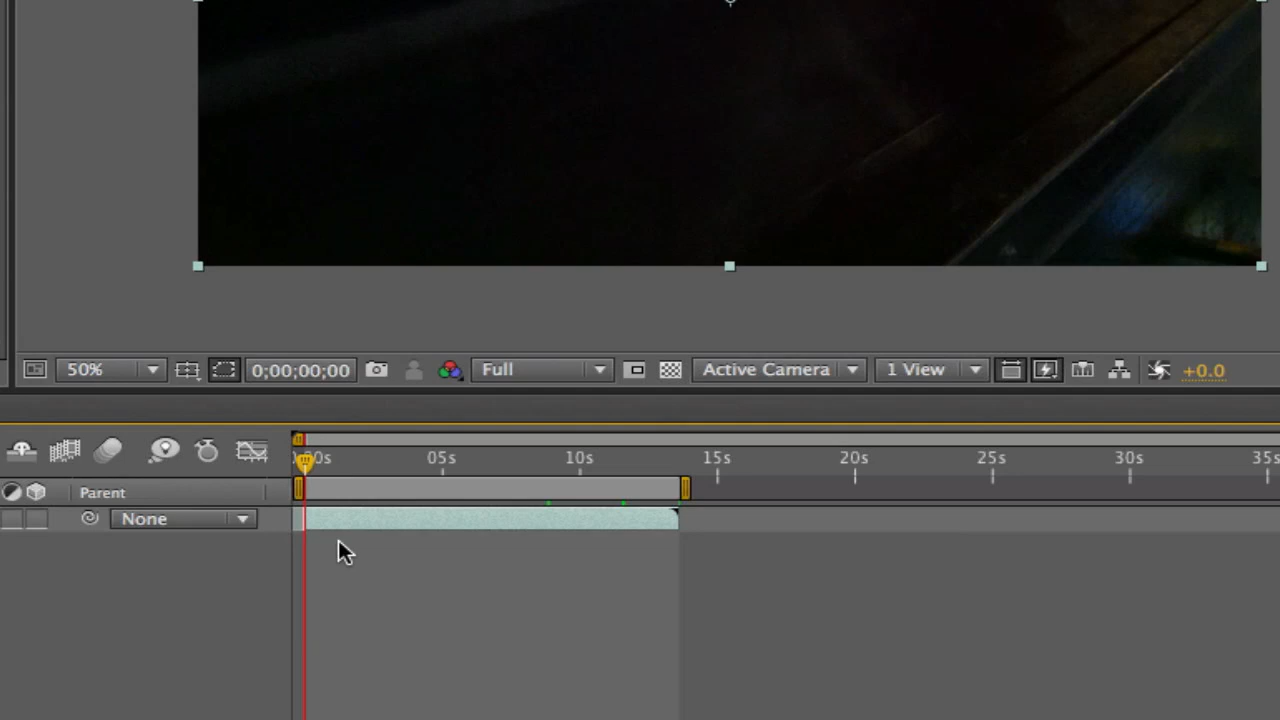 50% 0;00;00;00 Full Active Camera 1 View +0.0
00s 05s 10s 15s 20s 25s 30s 35s
Parent
None